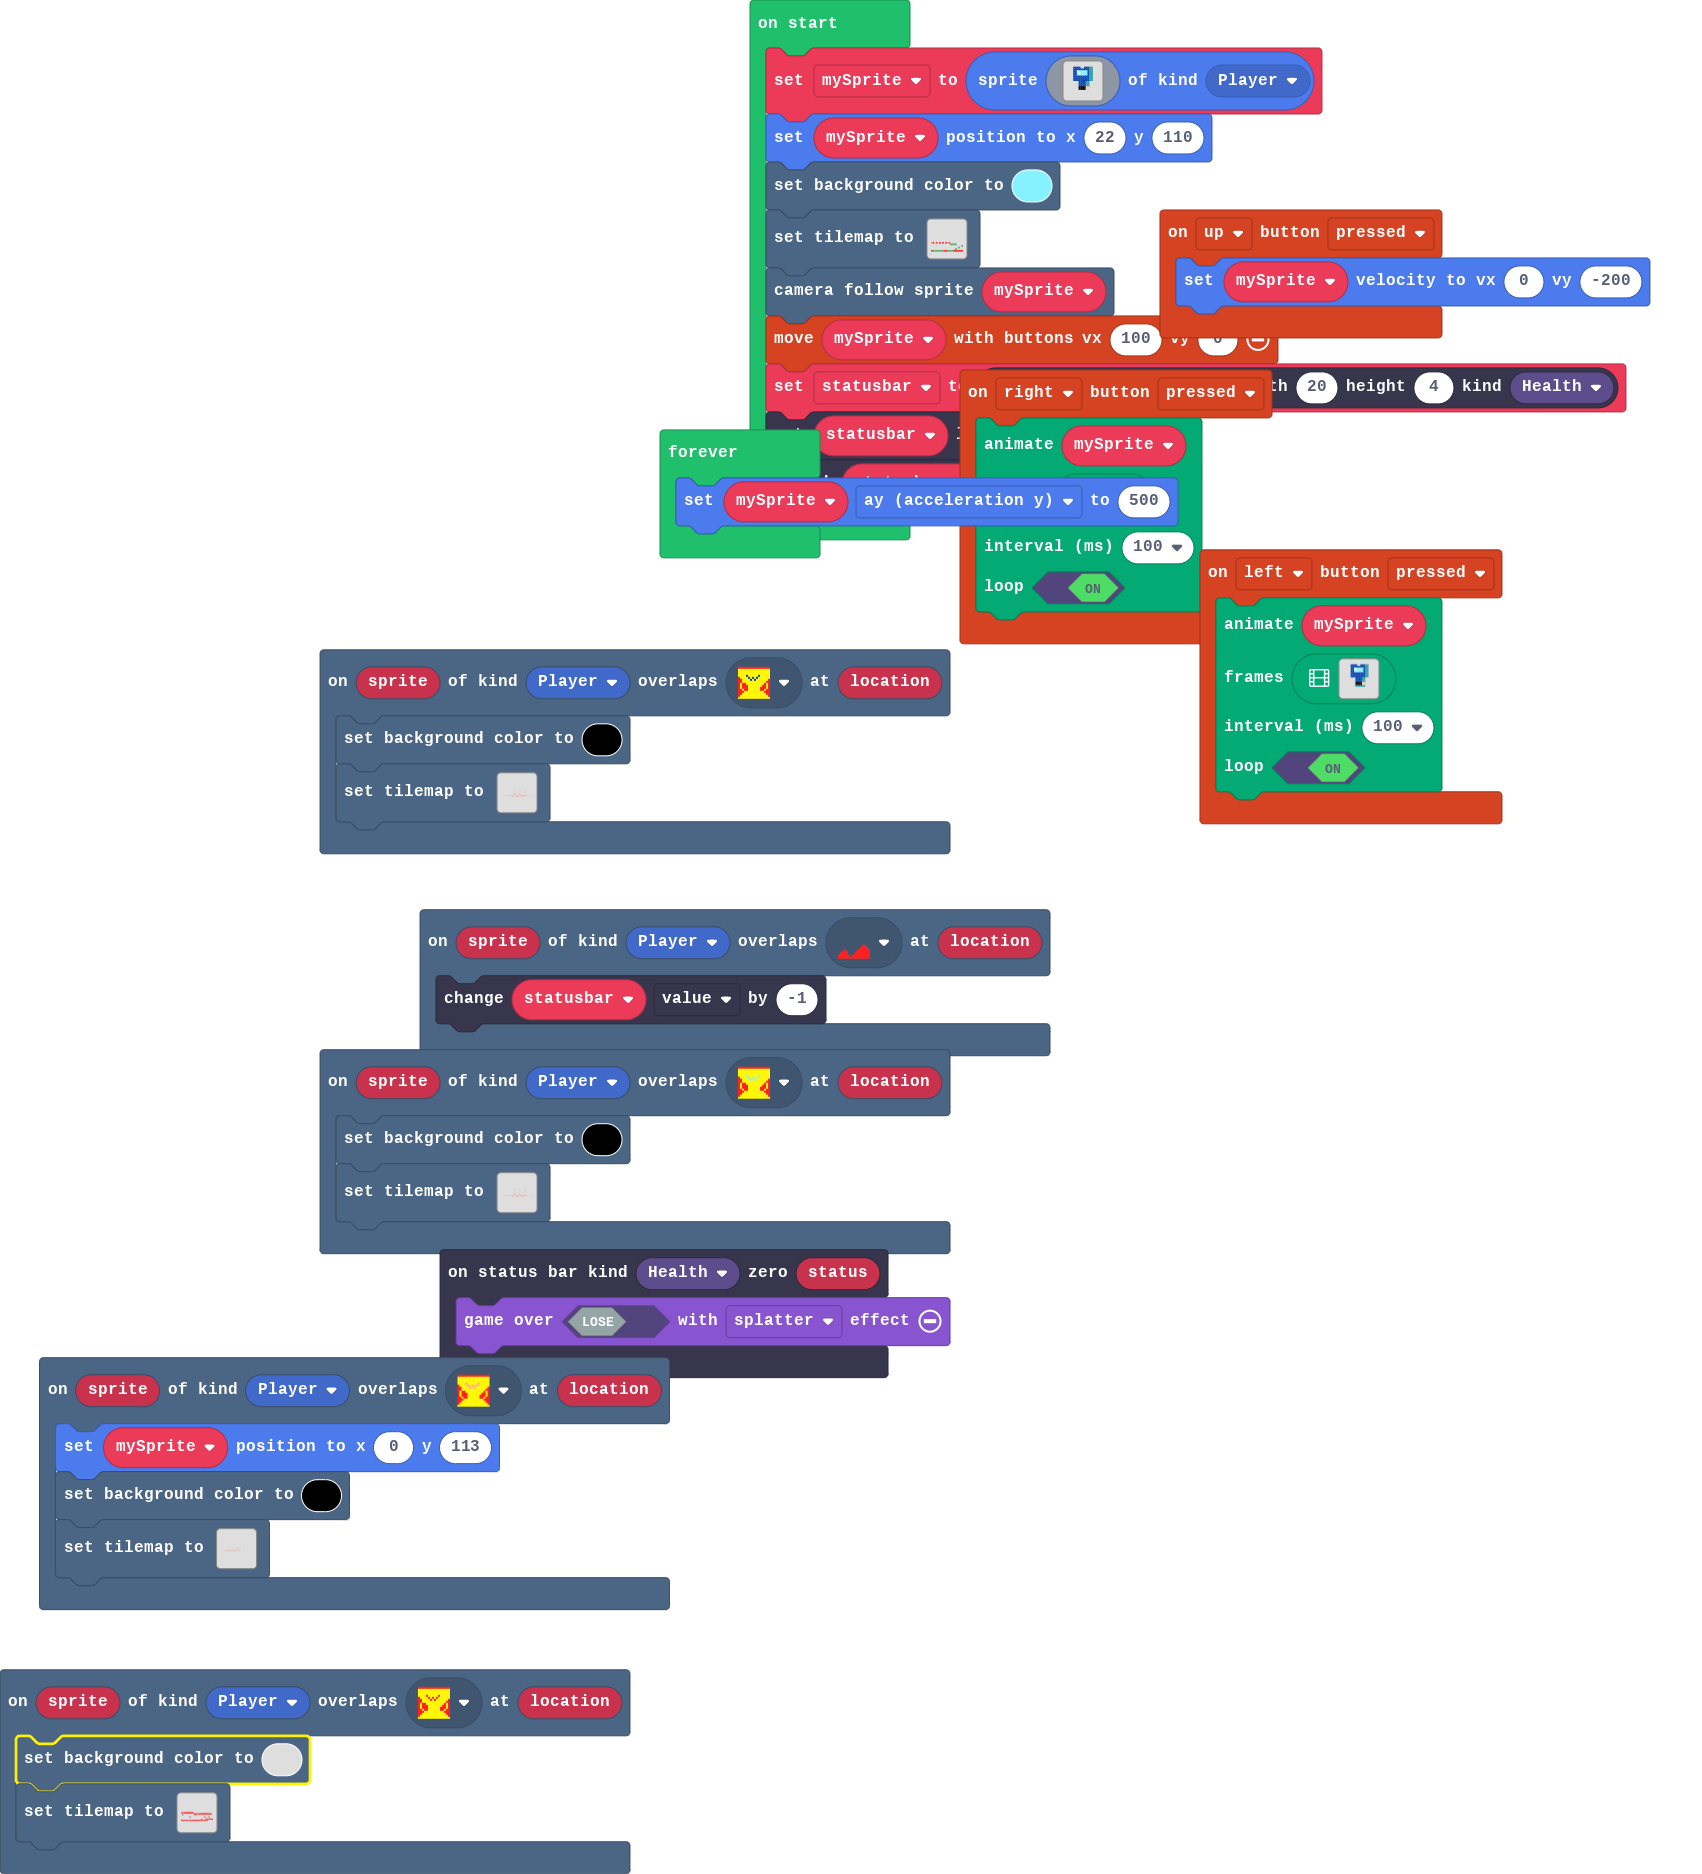 on start
set mySprite to sprite of kind Player
set mySprite position to x 22 y 110
set background color to
set tilemap to
camera follow sprite mySprite
move mySprite with buttons vx 100 vy 0
set statusbar to 20 height 4 kind Health
statusbar
on up button pressed
set mySprite velocity to vx 0 vy -200
on right button pressed
animate mySprite
interval (ms) 100
loop ON
forever
set mySprite ay (acceleration y) to 500
on left button pressed
animate mySprite
frames
interval (ms) 100
loop ON
on sprite of kind Player overlaps at location
set background color to
set tilemap to
on sprite of kind Player overlaps at location
change statusbar value by -1
on sprite of kind Player overlaps at location
set background color to
set tilemap to
on status bar kind Health zero status
game over LOSE with splatter effect
on sprite of kind Player overlaps at location
set mySprite position to x 0 y 113
set background color to
set tilemap to
on sprite of kind Player overlaps at location
set background color to
set tilemap to